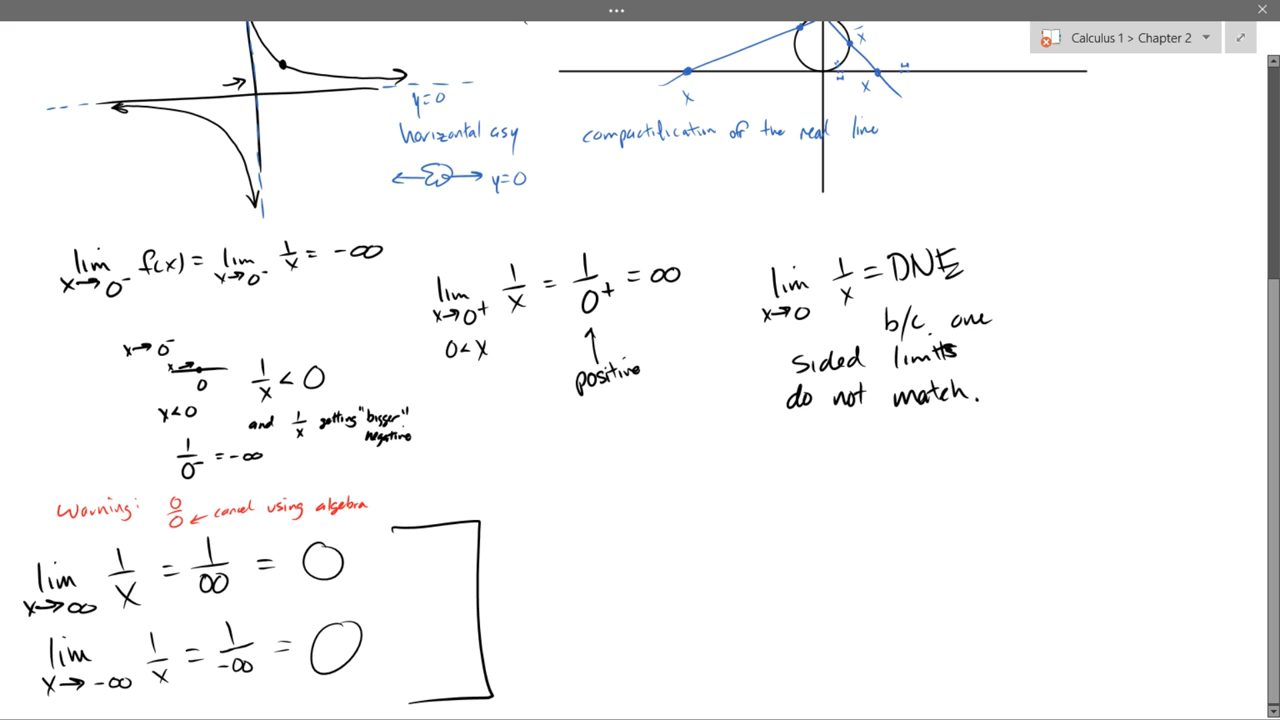 Calculus 1 > Chapter 2
y=0
horizontal asy
y=0
x̄
x
x
compactification of the real line
lim x→0⁻ f(x) = lim x→0⁻ 1/x = -∞
x→0⁻
x
0
x<0
1/x < 0
and 1/x getting "bigger"
negative
1/0⁻ = -∞
lim x→0⁺ 1/x = 1/0⁺ = ∞
0<x
positive
lim x→0 1/x = DNE
b/c one
sided limits
do not match.
Warning: 0/0 ← cancel using algebra
lim x→∞ 1/x = 1/∞ = 0
lim x→-∞ 1/x = 1/-∞ = 0